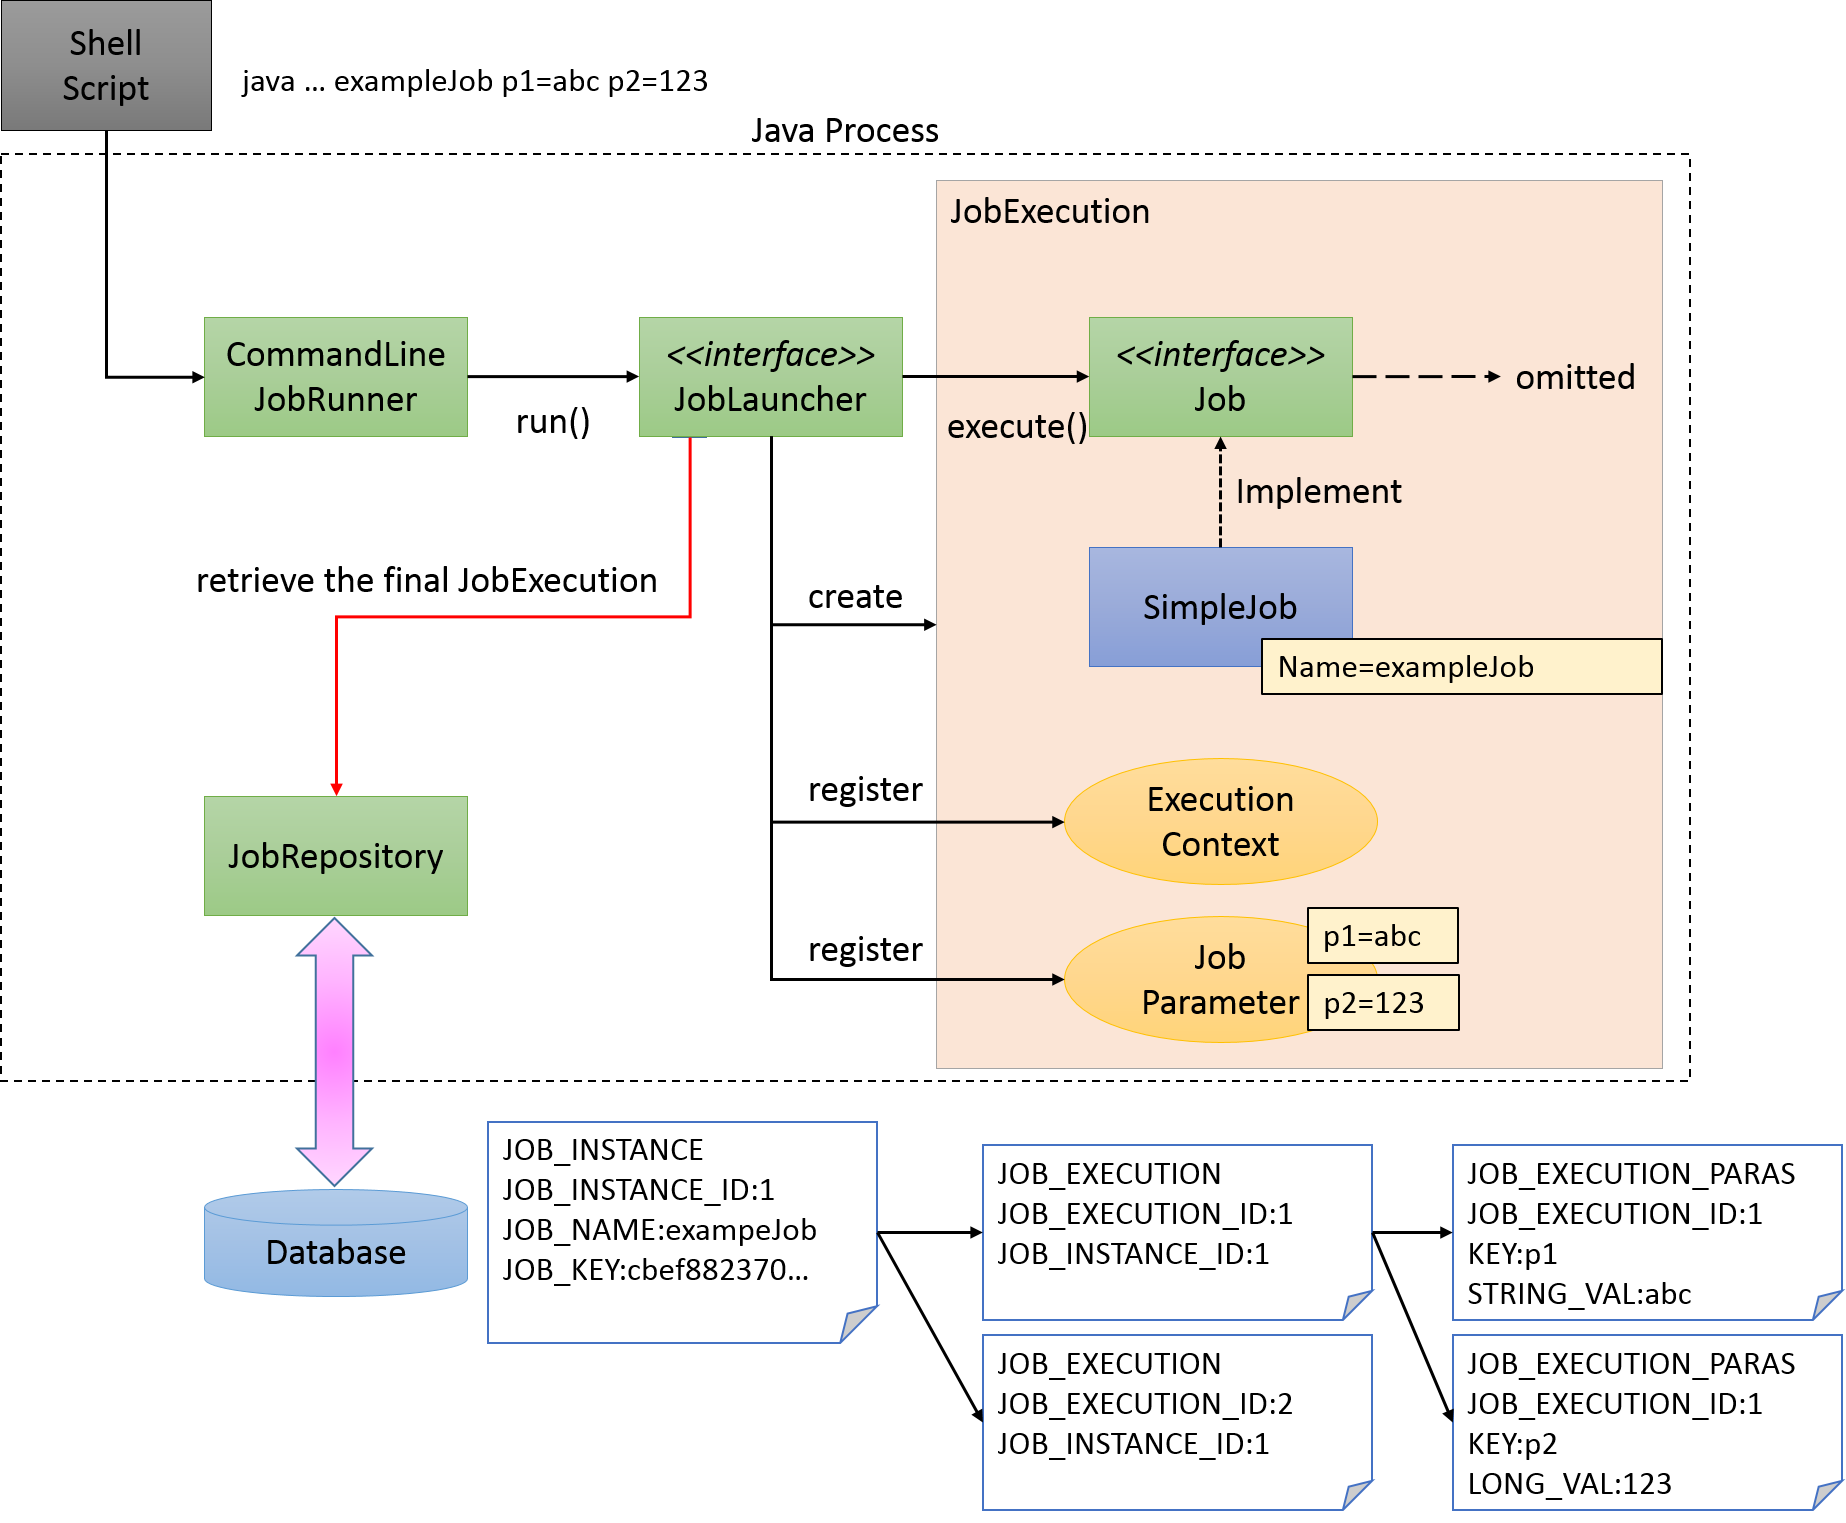 Shell
Script
java ... exampleJob p1=abc p2=123
Java Process
JobExecution
CommandLine
JobRunner
run()
<<interface>>
JobLauncher
execute()
<<interface>>
Job
omitted
Implement
SimpleJob
Name=exampleJob
retrieve the final JobExecution
create
register
Execution
Context
register
Job
Parameter
p1=abc
p2=123
JobRepository
Database
JOB_INSTANCE
JOB_INSTANCE_ID:1
JOB_NAME:exampeJob
JOB_KEY:cbef882370...
JOB_EXECUTION
JOB_EXECUTION_ID:1
JOB_INSTANCE_ID:1
JOB_EXECUTION_PARAS
JOB_EXECUTION_ID:1
KEY:p1
STRING_VAL:abc
JOB_EXECUTION
JOB_EXECUTION_ID:2
JOB_INSTANCE_ID:1
JOB_EXECUTION_PARAS
JOB_EXECUTION_ID:1
KEY:p2
LONG_VAL:123